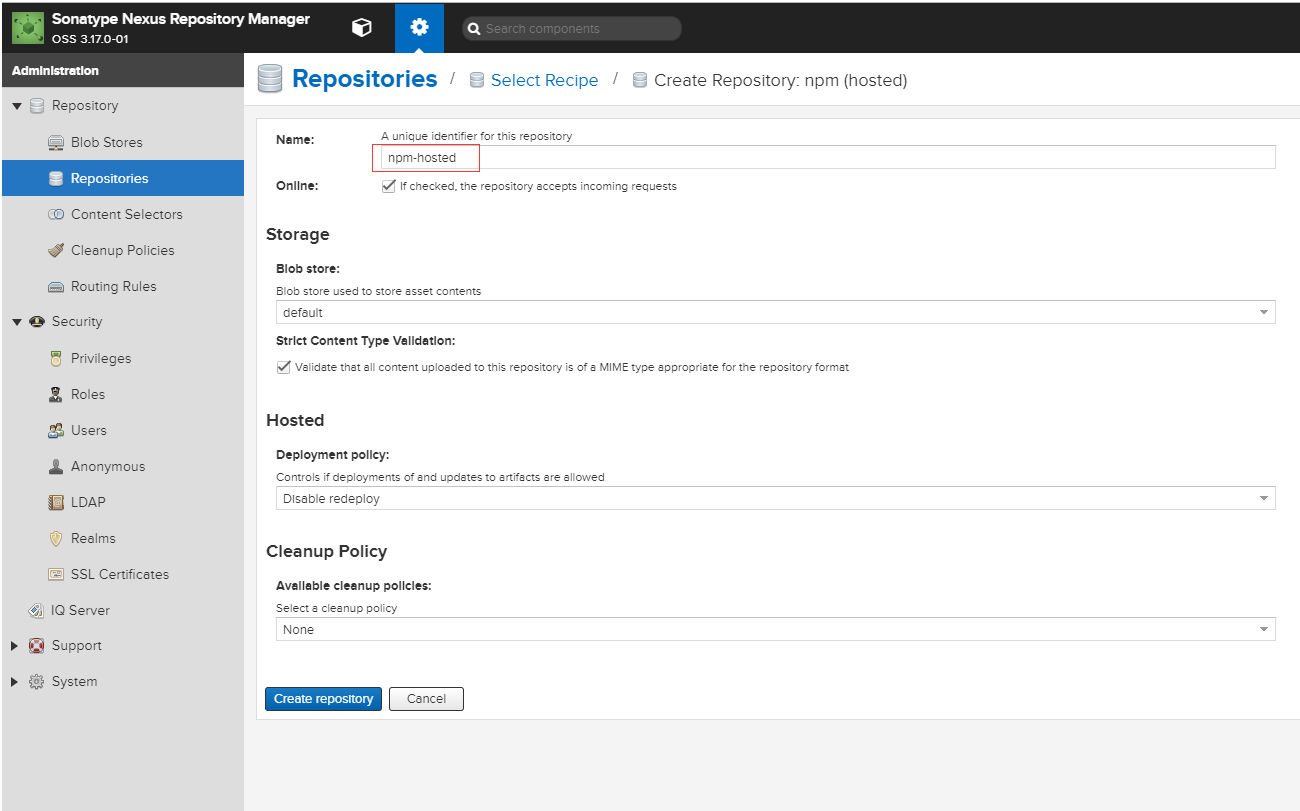 Sonatype Nexus Repository Manager
OSS 3.17.0-01
Search components
Administration
Repository
Blob Stores
Repositories
Content Selectors
Cleanup Policies
Routing Rules
Security
Privileges
Roles
Users
Anonymous
LDAP
Realms
SSL Certificates
IQ Server
Support
System
Repositories / Select Recipe / Create Repository: npm (hosted)
Name:
A unique identifier for this repository
npm-hosted
Online:
If checked, the repository accepts incoming requests
Storage
Blob store:
Blob store used to store asset contents
default
Strict Content Type Validation:
Validate that all content uploaded to this repository is of a MIME type appropriate for the repository format
Hosted
Deployment policy:
Controls if deployments of and updates to artifacts are allowed
Disable redeploy
Cleanup Policy
Available cleanup policies:
Select a cleanup policy
None
Create repository
Cancel